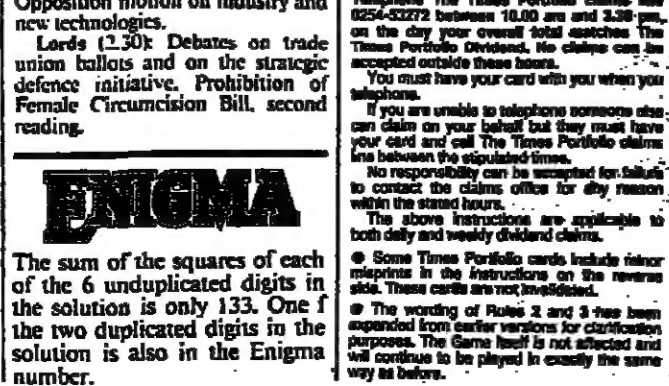 Opposition motion on industry and
new technologies.
Lords (2.30): Debates on trade
union ballots and on the strategic
defence initiative. Prohibition of
Female Circumcision Bill, second
reading.
ENIGMA
The sum of the squares of each
of the 6 unduplicated digits in
the solution is only 133. One f
the two duplicated digits in the
solution is also in the Enigma
number.
Telephone The Times Portfolio claims line
0254-53272 between 10.00 am and 3.30 pm,
on the day your overall total matches The
Times Portfolio Dividend. No claims can be
accepted outside these hours.
You must have your card with you when you
telephone.
If you are unable to telephone someone else
can claim on your behalf but they must have
your card and call The Times Portfolio claims
line between the stipulated times.
No responsibility can be accepted for failure
to contact the claims office for any reason
within the stated hours.
The above instructions are applicable to
both daily and weekly dividend claims.
● Some Times Portfolio cards include minor
misprints in the instructions on the reverse
side. These cards are not invalidated.
● The wording of Rules 2 and 3 has been
expanded from earlier versions for clarification
purposes. The Game itself is not affected and
will continue to be played in exactly the same
way as before.